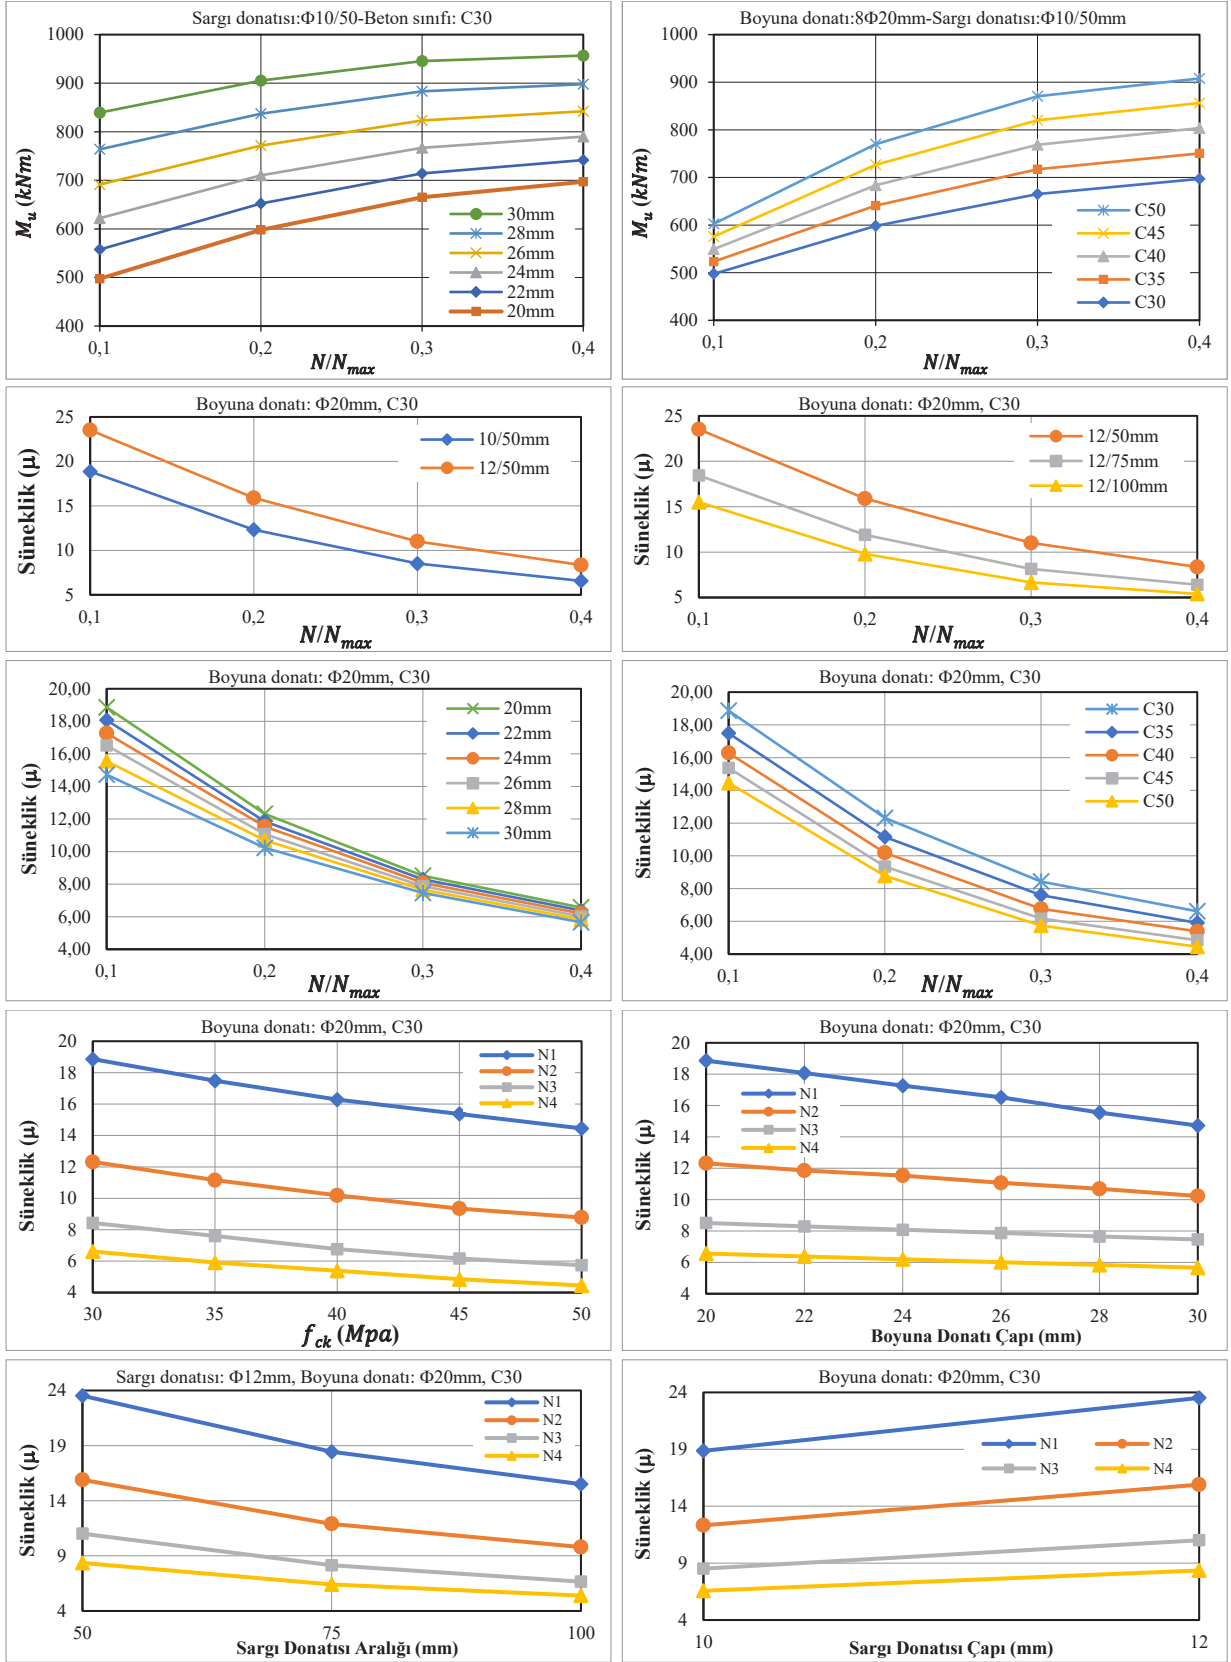 Sargı donatısı:Φ10/50-Beton sınıfı: C30
1000
900
800
700
600
500
400
M_u (kNm)
30mm
28mm
26mm
24mm
22mm
20mm
0,1 0,2 0,3 0,4
N/N_max
Boyuna donatı:8Φ20mm-Sargı donatısı:Φ10/50mm
1000
900
800
700
600
500
400
M_u (kNm)
C50
C45
C40
C35
C30
0,1 0,2 0,3 0,4
N/N_max
Boyuna donatı: Φ20mm, C30
25
20
15
10
5
Süneklik (µ)
10/50mm
12/50mm
0,1 0,2 0,3 0,4
N/N_max
Boyuna donatı: Φ20mm, C30
25
20
15
10
5
Süneklik (µ)
12/50mm
12/75mm
12/100mm
0,1 0,2 0,3 0,4
N/N_max
Boyuna donatı: Φ20mm, C30
20,00
18,00
16,00
14,00
12,00
10,00
8,00
6,00
4,00
Süneklik (µ)
20mm
22mm
24mm
26mm
28mm
30mm
0,1 0,2 0,3 0,4
N/N_max
Boyuna donatı: Φ20mm, C30
20,00
18,00
16,00
14,00
12,00
10,00
8,00
6,00
4,00
Süneklik (µ)
C30
C35
C40
C45
C50
0,1 0,2 0,3 0,4
N/N_max
Boyuna donatı: Φ20mm, C30
20
18
16
14
12
10
8
6
4
Süneklik (µ)
N1
N2
N3
N4
30 35 40 45 50
f_ck (Mpa)
Boyuna donatı: Φ20mm, C30
20
18
16
14
12
10
8
6
4
Süneklik (µ)
N1
N2
N3
N4
20 22 24 26 28 30
Boyuna Donatı Çapı (mm)
Sargı donatısı: Φ12mm, Boyuna donatı: Φ20mm, C30
24
19
14
9
4
Süneklik (µ)
N1
N2
N3
N4
50 75 100
Sargı Donatısı Aralığı (mm)
Boyuna donatı: Φ20mm, C30
24
19
14
9
4
Süneklik (µ)
N1 N2
N3 N4
10 12
Sargı Donatısı Çapı (mm)